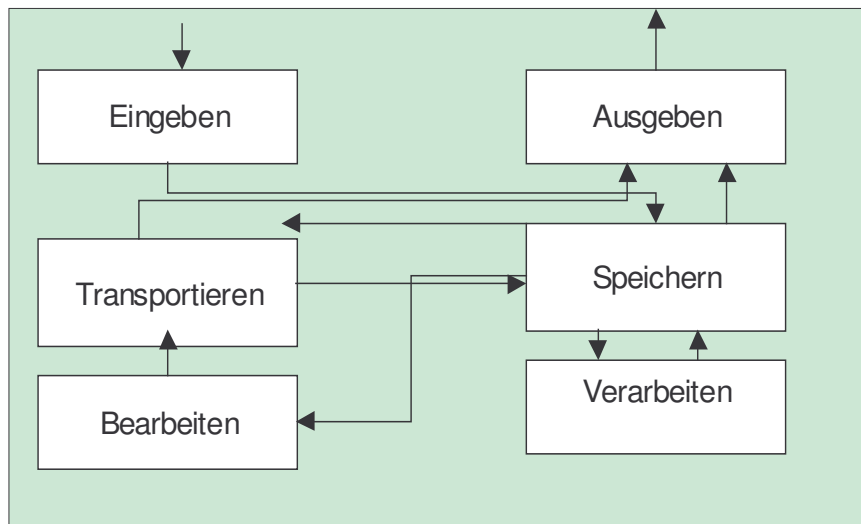 Eingeben
Ausgeben
Transportieren
Speichern
Bearbeiten
Verarbeiten